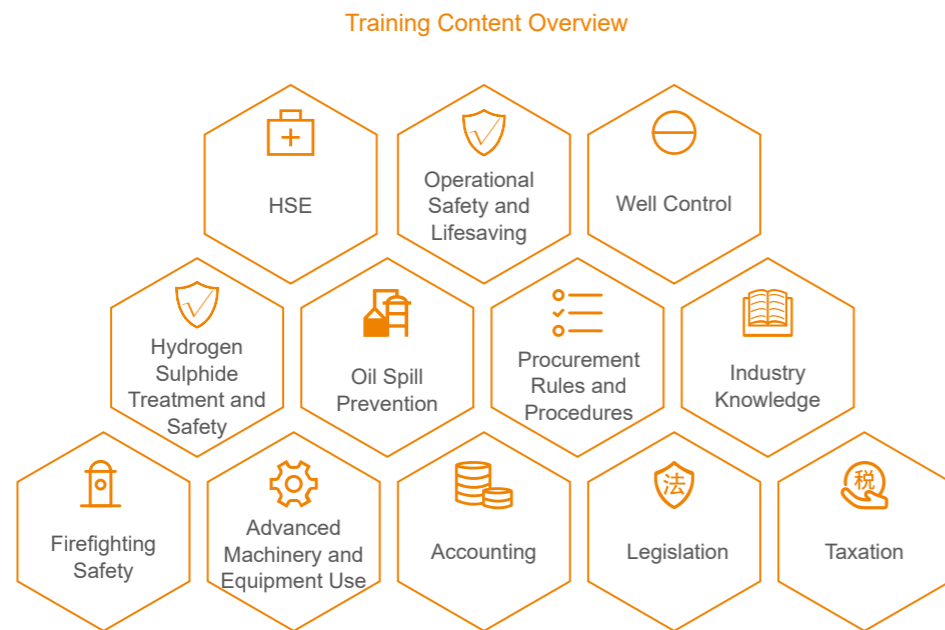 Training Content Overview
HSE
Operational
Safety and
Lifesaving
Well Control
Hydrogen
Sulphide
Treatment and
Safety
Oil Spill
Prevention
Procurement
Rules and
Procedures
Industry
Knowledge
Firefighting
Safety
Advanced
Machinery and
Equipment Use
Accounting
法
Legislation
税
Taxation